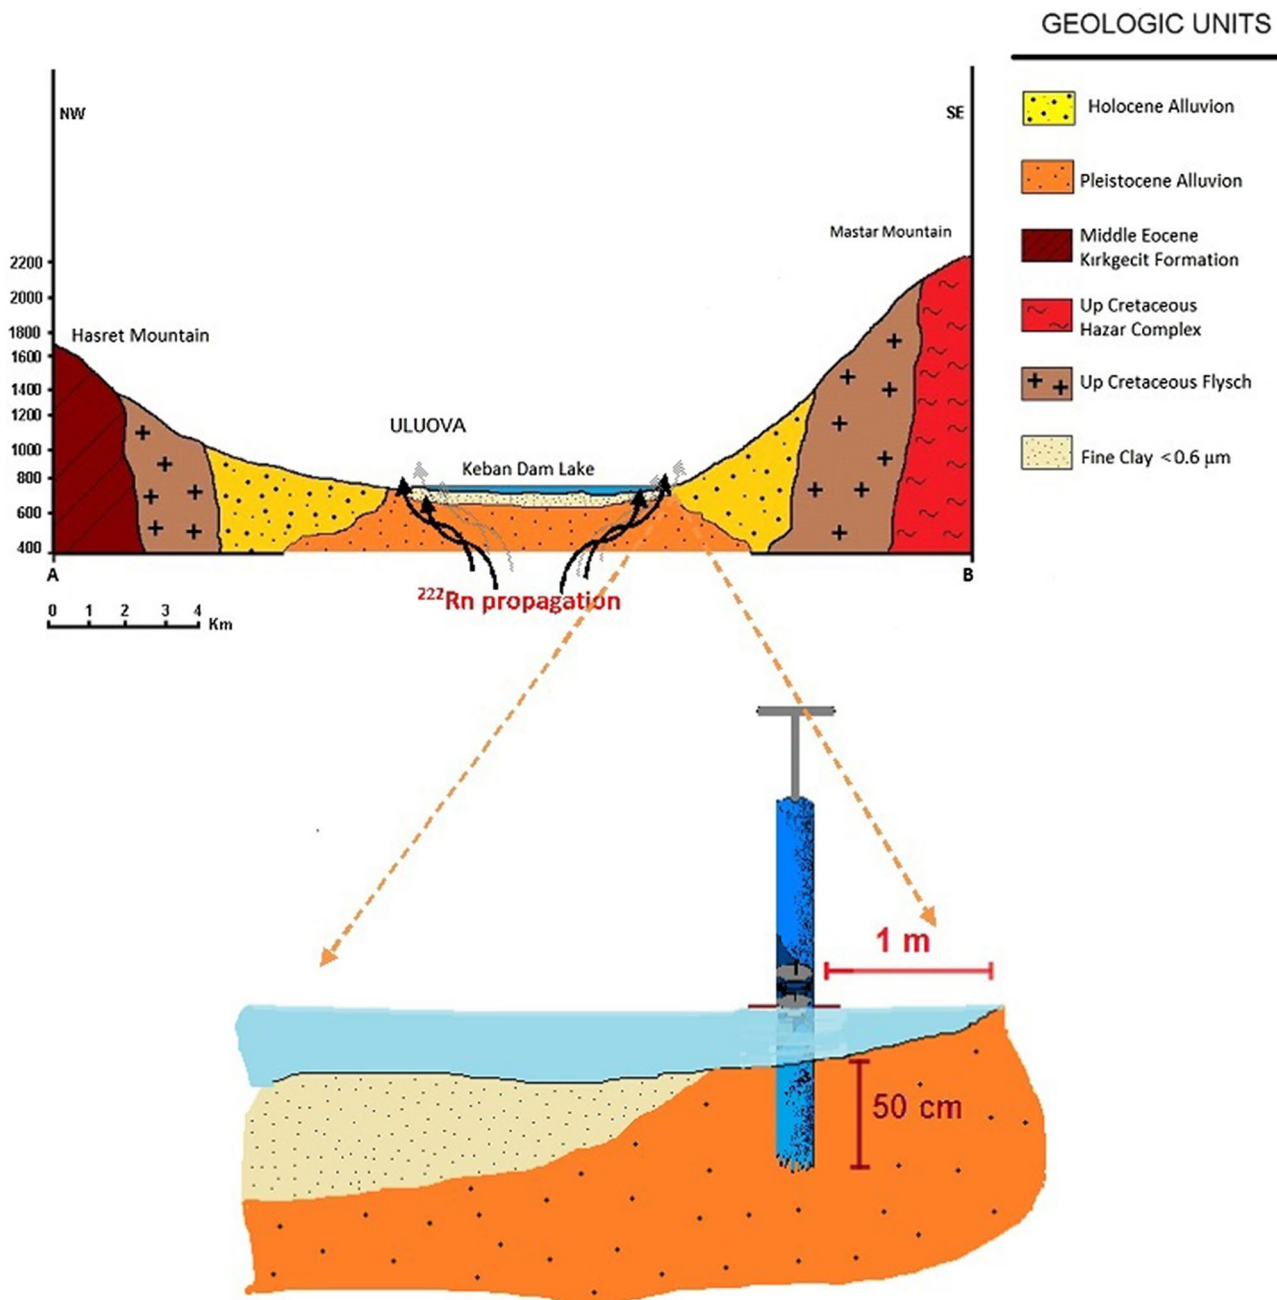 GEOLOGIC UNITS
NW
SE
Holocene Alluvion
Pleistocene Alluvion
Middle Eocene
Kırkgecit Formation
Up Cretaceous
Hazar Complex
Up Cretaceous Flysch
Fine Clay <0.6 µm
Mastar Mountain
Hasret Mountain
2200
2000
1800
1600
1400
1200
1000
800
600
400
ULUOVA
Keban Dam Lake
A
B
²²²Rn propagation
0 1 2 3 4
Km
1 m
50 cm